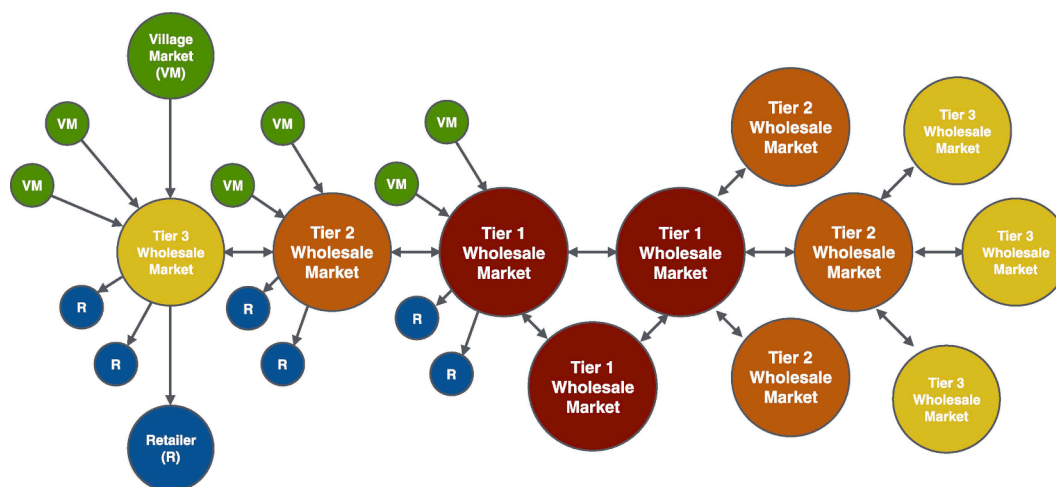 Village
Market
(VM)
VM
VM
Tier 3
Wholesale
Market
R
R
Retailer
(R)
VM
VM
Tier 2
Wholesale
Market
R
R
VM
VM
Tier 1
Wholesale
Market
R
R
Tier 1
Wholesale
Market
Tier 1
Wholesale
Market
Tier 2
Wholesale
Market
Tier 2
Wholesale
Market
Tier 2
Wholesale
Market
Tier 3
Wholesale
Market
Tier 3
Wholesale
Market
Tier 3
Wholesale
Market